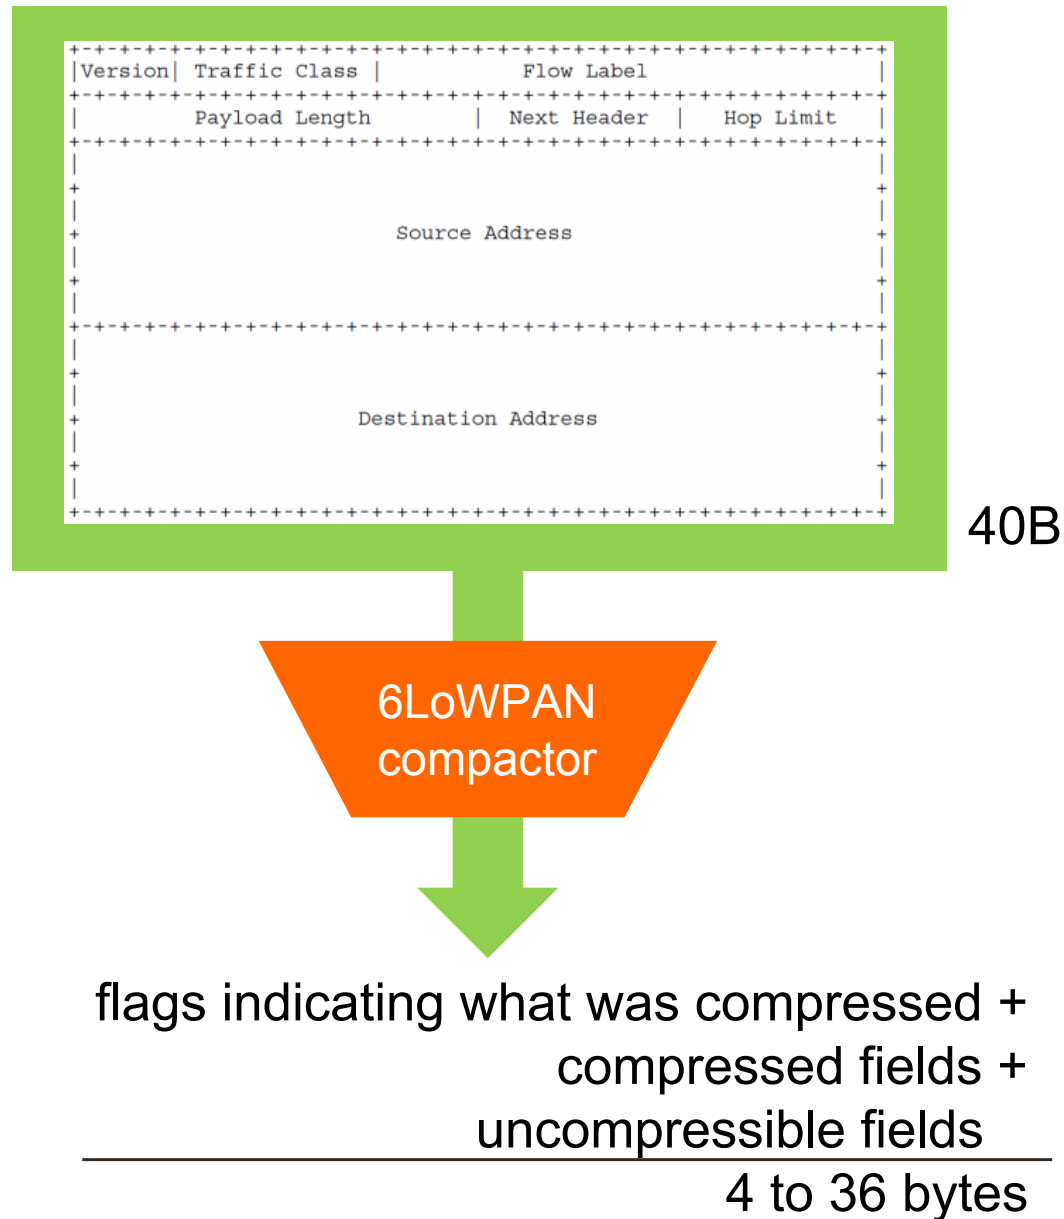 +-+-+-+-+-+-+-+-+-+-+-+-+-+-+-+-+-+-+-+-+-+-+-+-+-+-+-+-+-+-+-+-+
|Version| Traffic Class |           Flow Label                  |
+-+-+-+-+-+-+-+-+-+-+-+-+-+-+-+-+-+-+-+-+-+-+-+-+-+-+-+-+-+-+-+-+
|         Payload Length        |  Next Header  |   Hop Limit   |
+-+-+-+-+-+-+-+-+-+-+-+-+-+-+-+-+-+-+-+-+-+-+-+-+-+-+-+-+-+-+-+-+
|                                                               |
+                                                               +
|                                                               |
+                         Source Address                        +
|                                                               |
+                                                               +
|                                                               |
+-+-+-+-+-+-+-+-+-+-+-+-+-+-+-+-+-+-+-+-+-+-+-+-+-+-+-+-+-+-+-+-+
|                                                               |
+                                                               +
|                                                               |
+                      Destination Address                      +
|                                                               |
+                                                               +
|                                                               |
+-+-+-+-+-+-+-+-+-+-+-+-+-+-+-+-+-+-+-+-+-+-+-+-+-+-+-+-+-+-+-+-+
40B
6LoWPAN
compactor
flags indicating what was compressed +
compressed fields +
uncompressible fields
4 to 36 bytes